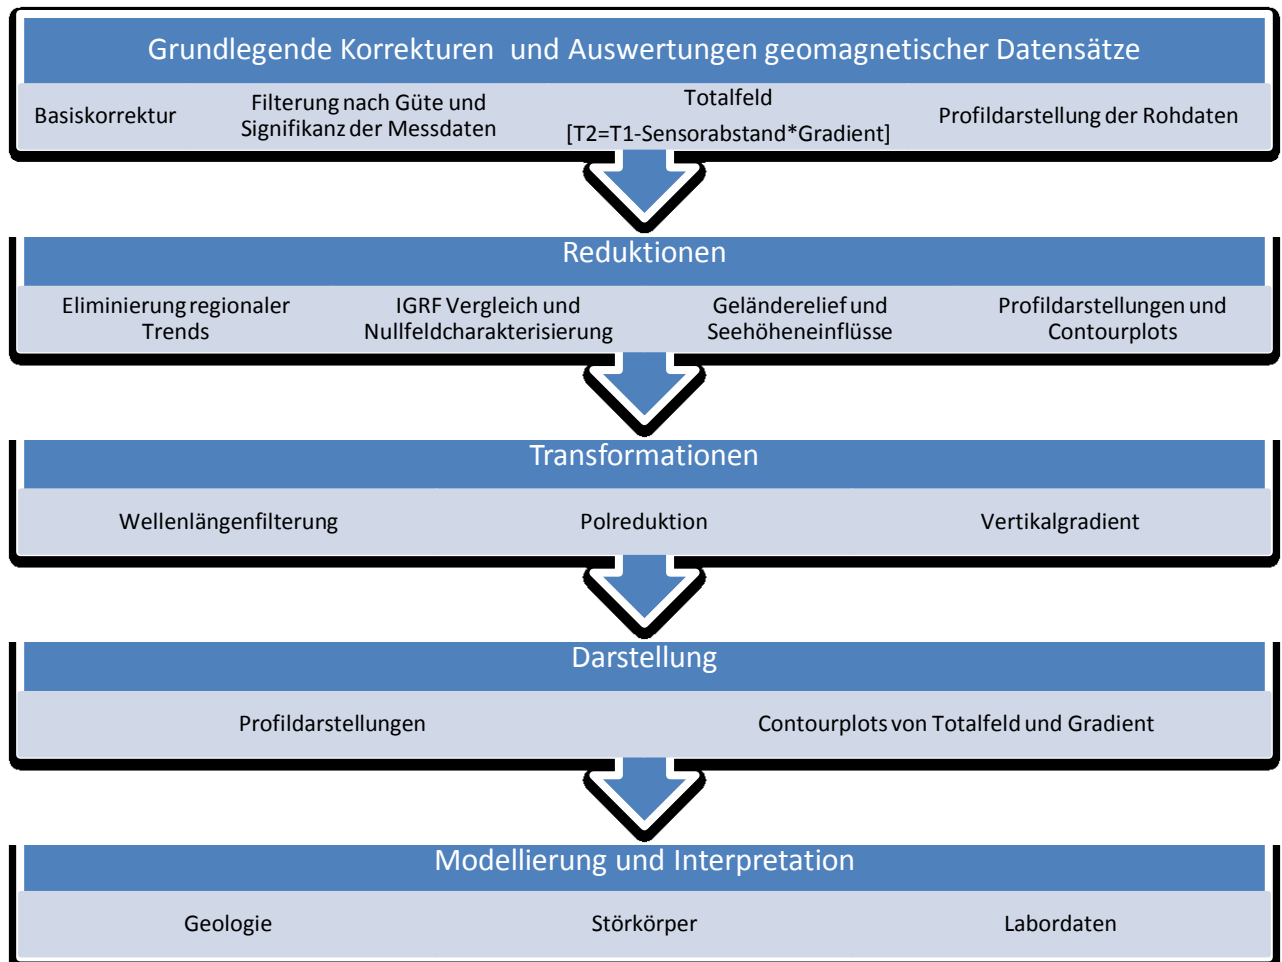 Grundlegende Korrekturen und Auswertungen geomagnetischer Datensätze
Basiskorrektur
Filterung nach Güte und
Signifikanz der Messdaten
Totalfeld
[T2=T1-Sensorabstand*Gradient]
Profildarstellung der Rohdaten
Reduktionen
Eliminierung regionaler
Trends
IGRF Vergleich und
Nullfeldcharakterisierung
Geländerelief und
Seehöheneinflüsse
Profildarstellungen und
Contourplots
Transformationen
Wellenlängenfilterung
Polreduktion
Vertikalgradient
Darstellung
Profildarstellungen
Contourplots von Totalfeld und Gradient
Modellierung und Interpretation
Geologie
Störkörper
Labordaten